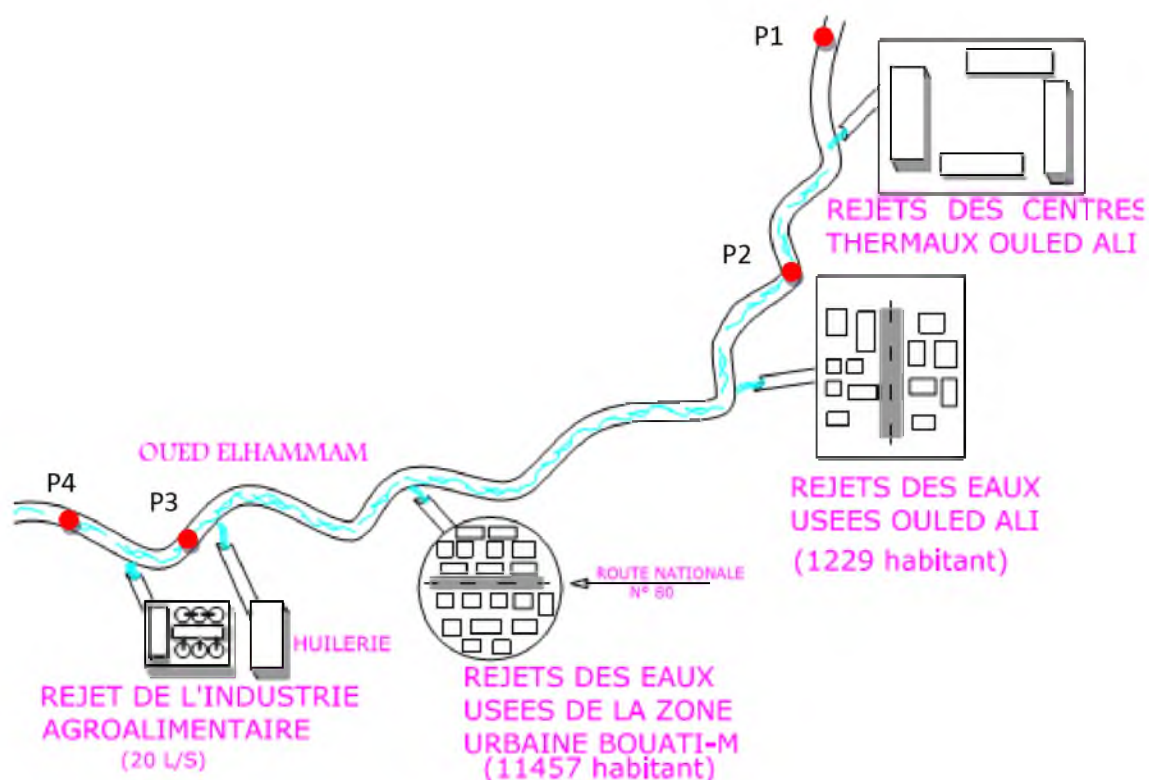 P1
REJETS DES CENTRES
THERMAUX OULED ALI
P2
REJETS DES EAUX
USEES OULED ALI
(1229 habitant)
OUED ELHAMMAM
P4
P3
ROUTE NATIONALE
N° 80
HUILERIE
REJET DE L'INDUSTRIE
AGROALIMENTAIRE
(20 L/S)
REJETS DES EAUX
USEES DE LA ZONE
URBAINE BOUATI-M
(11457 habitant)